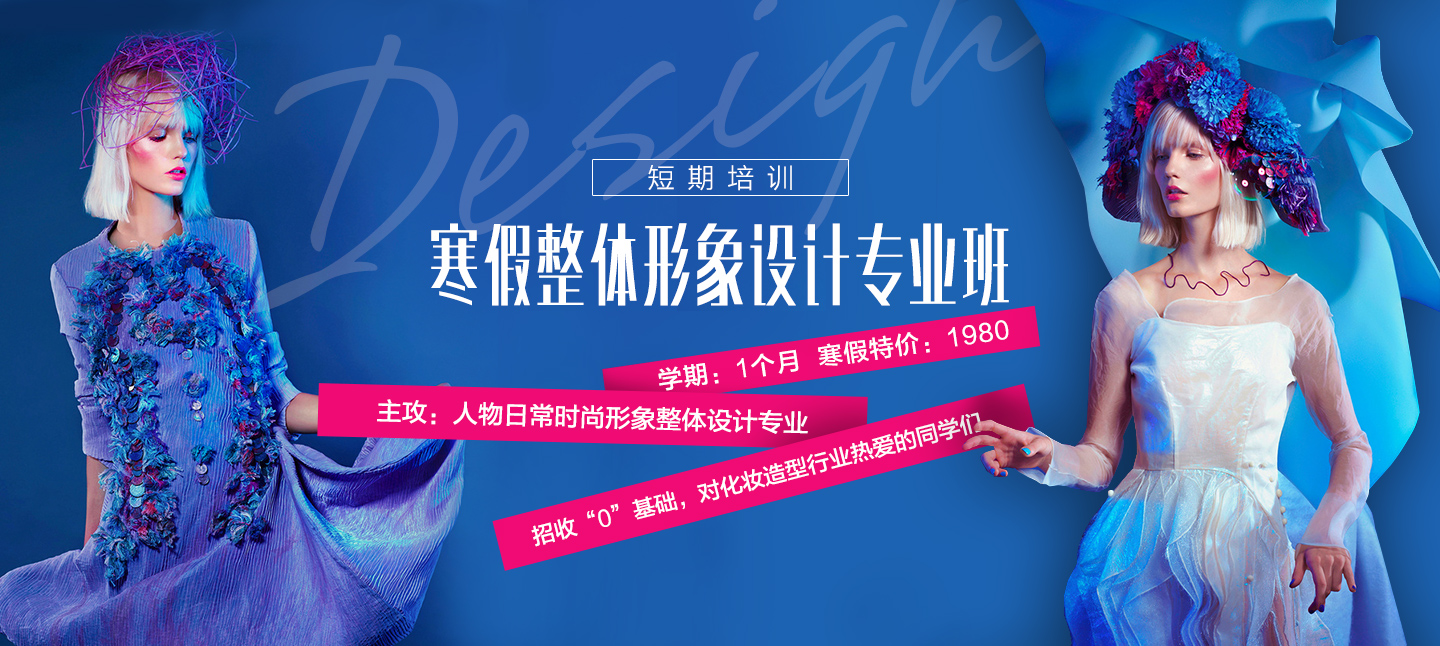 Design
短期培训
寒假整体形象设计专业班
学期：1个月 寒假特价：1980
主攻：人物日常时尚形象整体设计专业
招收“0”基础，对化妆造型行业热爱的同学们